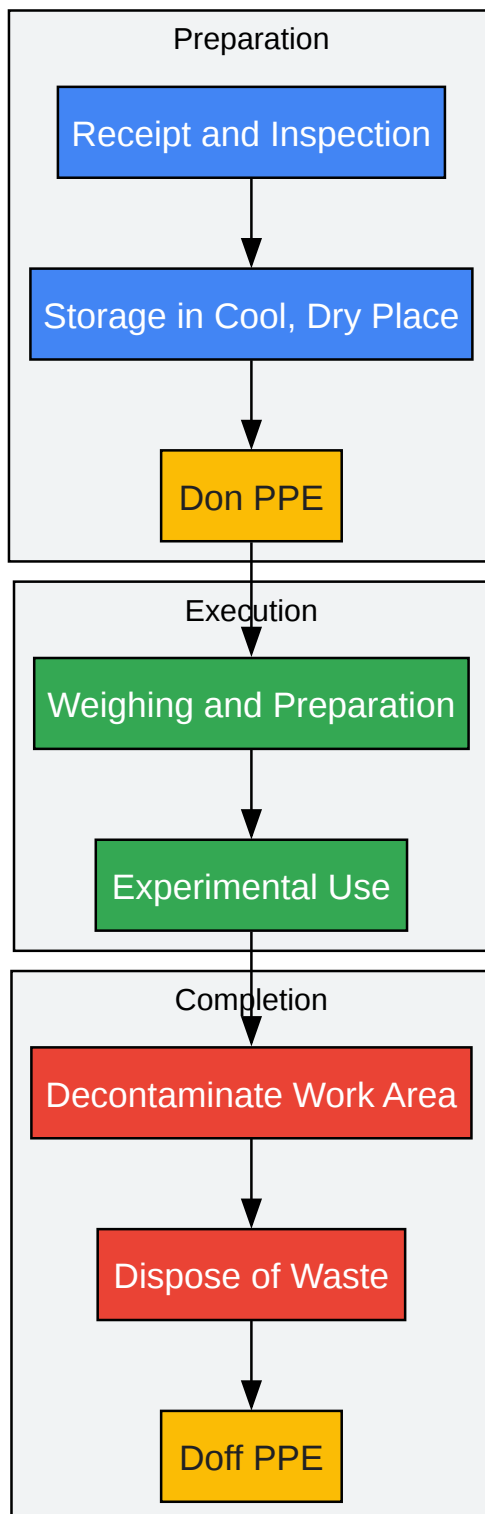 Preparation
Receipt and Inspection
Storage in Cool, Dry Place
Don PPE
Execution
Weighing and Preparation
Experimental Use
Completion
Decontaminate Work Area
Dispose of Waste
Doff PPE